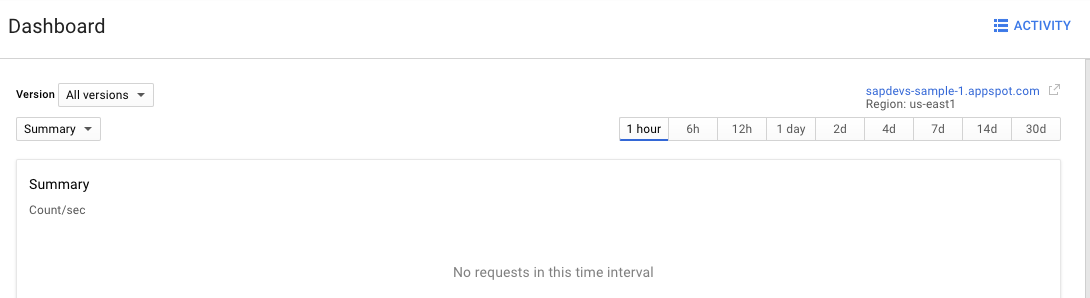 Dashboard
ACTIVITY
Version All versions
sapdevs-sample-1.appspot.com
Region: us-east1
Summary
1 hour 6h 12h 1 day 2d 4d 7d 14d 30d
Summary
Count/sec
No requests in this time interval